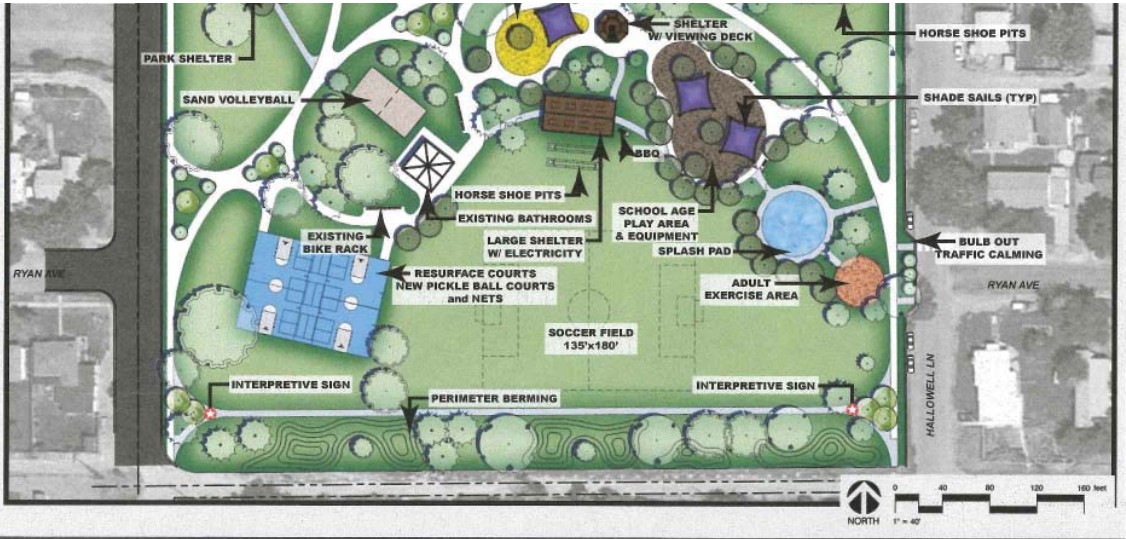 SHELTER
W/ VIEWING DECK
HORSE SHOE PITS
PARK SHELTER
SAND VOLLEYBALL
SHADE SAILS (TYP)
BBQ
HORSE SHOE PITS
EXISTING BATHROOMS
SCHOOL AGE
PLAY AREA
& EQUIPMENT
EXISTING
BIKE RACK
LARGE SHELTER
W/ ELECTRICITY
SPLASH PAD
BULB OUT
TRAFFIC CALMING
RYAN AVE
RESURFACE COURTS
NEW PICKLE BALL COURTS
and NETS
ADULT
EXERCISE AREA
RYAN AVE
SOCCER FIELD
135'x180'
INTERPRETIVE SIGN
INTERPRETIVE SIGN
PERIMETER BERMING
HALLOWELL LN
NORTH
0 40 80 120 160 feet
1" = 40'